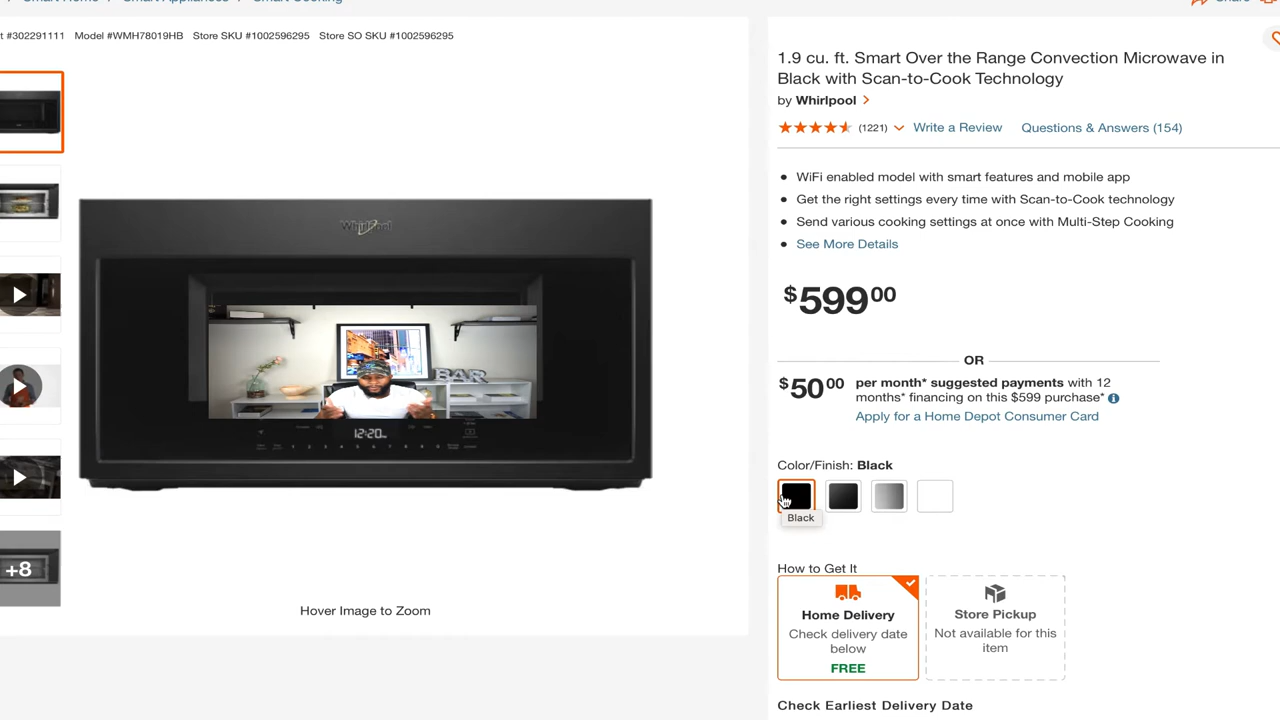 Share
#302291111 Model #WMH78019HB Store SKU #1002596295 Store SO SKU #1002596295
1.9 cu. ft. Smart Over the Range Convection Microwave in
Black with Scan-to-Cook Technology
by Whirlpool
(1221) Write a Review Questions & Answers (154)
WiFi enabled model with smart features and mobile app
Get the right settings every time with Scan-to-Cook technology
Send various cooking settings at once with Multi-Step Cooking
See More Details
$599 00
OR
$50 00 per month* suggested payments with 12
months* financing on this $599 purchase*
Apply for a Home Depot Consumer Card
Color/Finish: Black
Black
How to Get It
Home Delivery
Check delivery date
below
FREE
Store Pickup
Not available for this
item
Check Earliest Delivery Date
Whirlpool
BAR
12:20
+8
Hover Image to Zoom